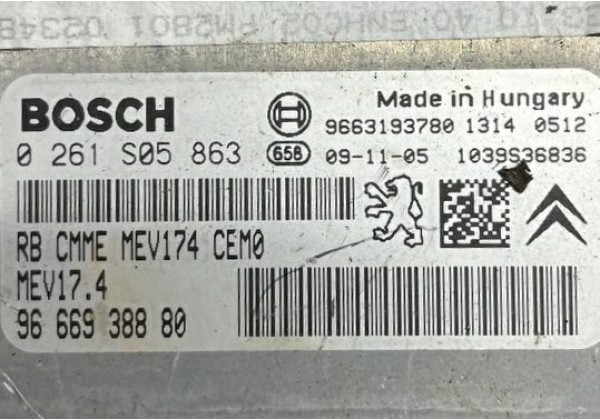 BOSCH
Made in Hungary
9663193780 1314 0512
0 261 S05 863
658
09-11-05 1039S36836
RB CMME MEV174 CEM0
MEV17.4
96 669 388 80